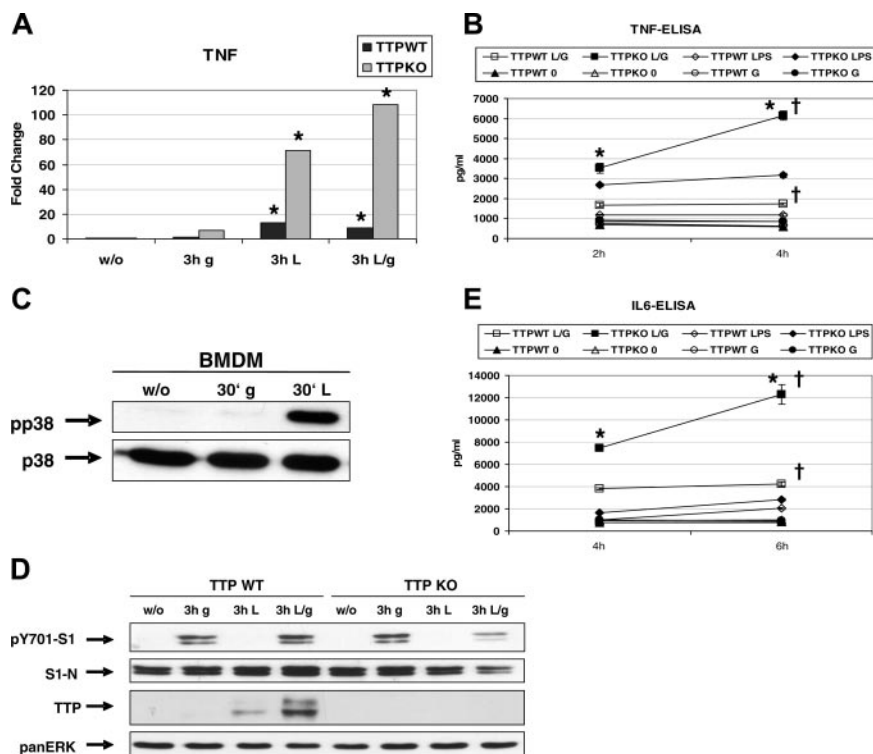 A
TNF
TTPWT
TTPKO
Fold Change
120
100
80
60
40
20
0
* * * *
w/o 3h g 3h L 3h L/g
B
TNF-ELISA
TTPWT L/G TTPKO L/G TTPWT LPS TTPKO LPS
TTPWT 0 TTPKO 0 TTPWT G TTPKO G
pg/ml
7000
6000
5000
4000
3000
2000
1000
0
* * †
†
2h 4h
C
BMDM
w/o 30‘ g 30‘ L
pp38
p38
E
IL6-ELISA
TTPWT L/G TTPKO L/G TTPWT LPS TTPKO LPS
TTPWT 0 TTPKO 0 TTPWT G TTPKO G
pg/ml
14000
12000
10000
8000
6000
4000
2000
0
* * †
†
4h 6h
D
TTP WT TTP KO
w/o 3h g 3h L 3h L/g w/o 3h g 3h L 3h L/g
pY701-S1
S1-N
TTP
panERK